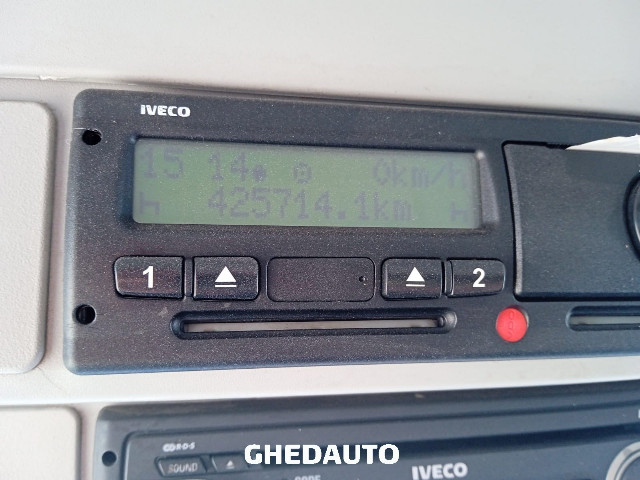 IVECO
15 14 0km/h
425714.1km
1
2
SOUND
IVECO
GHEDAUTO